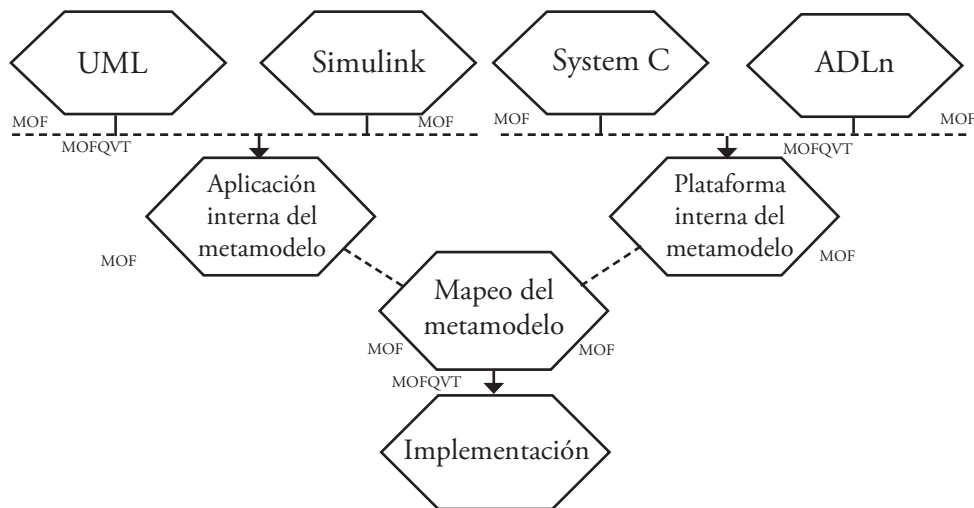 UML
Simulink
System C
ADLn
MOF
MOF
MOF
MOF
MOFQVT
MOFQVT
Aplicación
interna del
metamodelo
Plataforma
interna del
metamodelo
MOF
MOF
Mapeo del
metamodelo
MOF
MOF
MOFQVT
Implementación